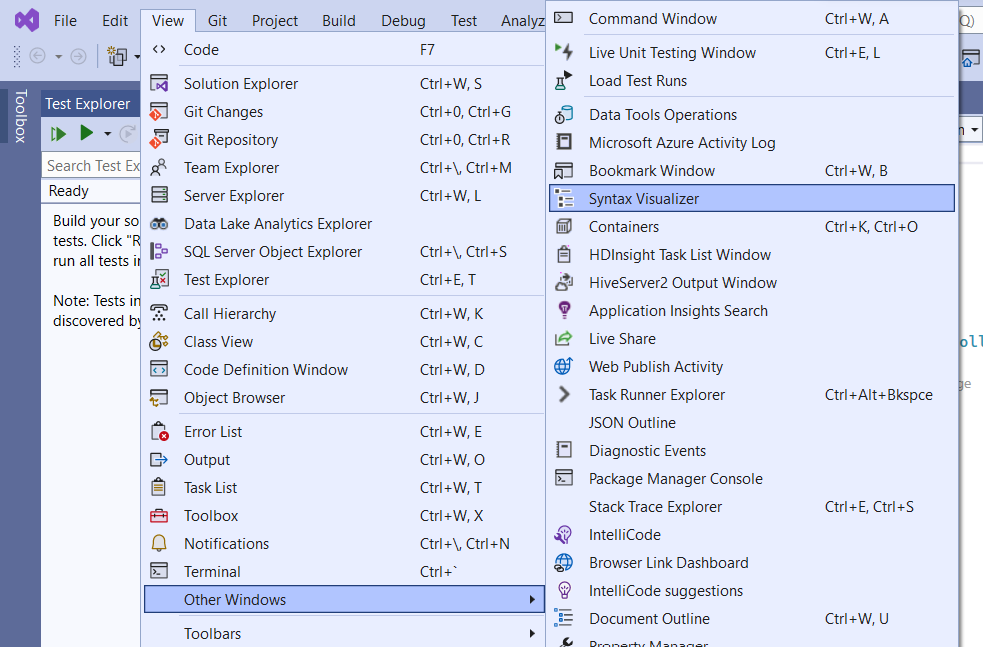 File Edit View Git Project Build Debug Test Analyz
Toolbox
Test Explorer
Search Test Ex
Ready
Build your so
tests. Click "R
run all tests i
Note: Tests in
discovered by
Code F7
Solution Explorer Ctrl+W, S
Git Changes Ctrl+0, Ctrl+G
Git Repository Ctrl+0, Ctrl+R
Team Explorer Ctrl+\, Ctrl+M
Server Explorer Ctrl+W, L
Data Lake Analytics Explorer
SQL Server Object Explorer Ctrl+\, Ctrl+S
Test Explorer Ctrl+E, T
Call Hierarchy Ctrl+W, K
Class View Ctrl+W, C
Code Definition Window Ctrl+W, D
Object Browser Ctrl+W, J
Error List Ctrl+W, E
Output Ctrl+W, O
Task List Ctrl+W, T
Toolbox Ctrl+W, X
Notifications Ctrl+\, Ctrl+N
Terminal Ctrl+`
Other Windows
Toolbars
Command Window Ctrl+W, A
Live Unit Testing Window Ctrl+E, L
Load Test Runs
Data Tools Operations
Microsoft Azure Activity Log
Bookmark Window Ctrl+W, B
Syntax Visualizer
Containers Ctrl+K, Ctrl+O
HDInsight Task List Window
HiveServer2 Output Window
Application Insights Search
Live Share
Web Publish Activity
Task Runner Explorer Ctrl+Alt+Bkspce
JSON Outline
Diagnostic Events
Package Manager Console
Stack Trace Explorer Ctrl+E, Ctrl+S
IntelliCode
Browser Link Dashboard
IntelliCode suggestions
Document Outline Ctrl+W, U
Property Manager
Q)
oll
ge